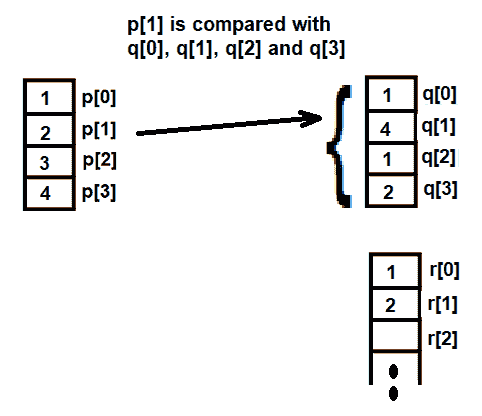 p[1] is compared with
q[0], q[1], q[2] and q[3]
1 p[0]
2 p[1]
3 p[2]
4 p[3]
1 q[0]
4 q[1]
1 q[2]
2 q[3]
1 r[0]
2 r[1]
r[2]